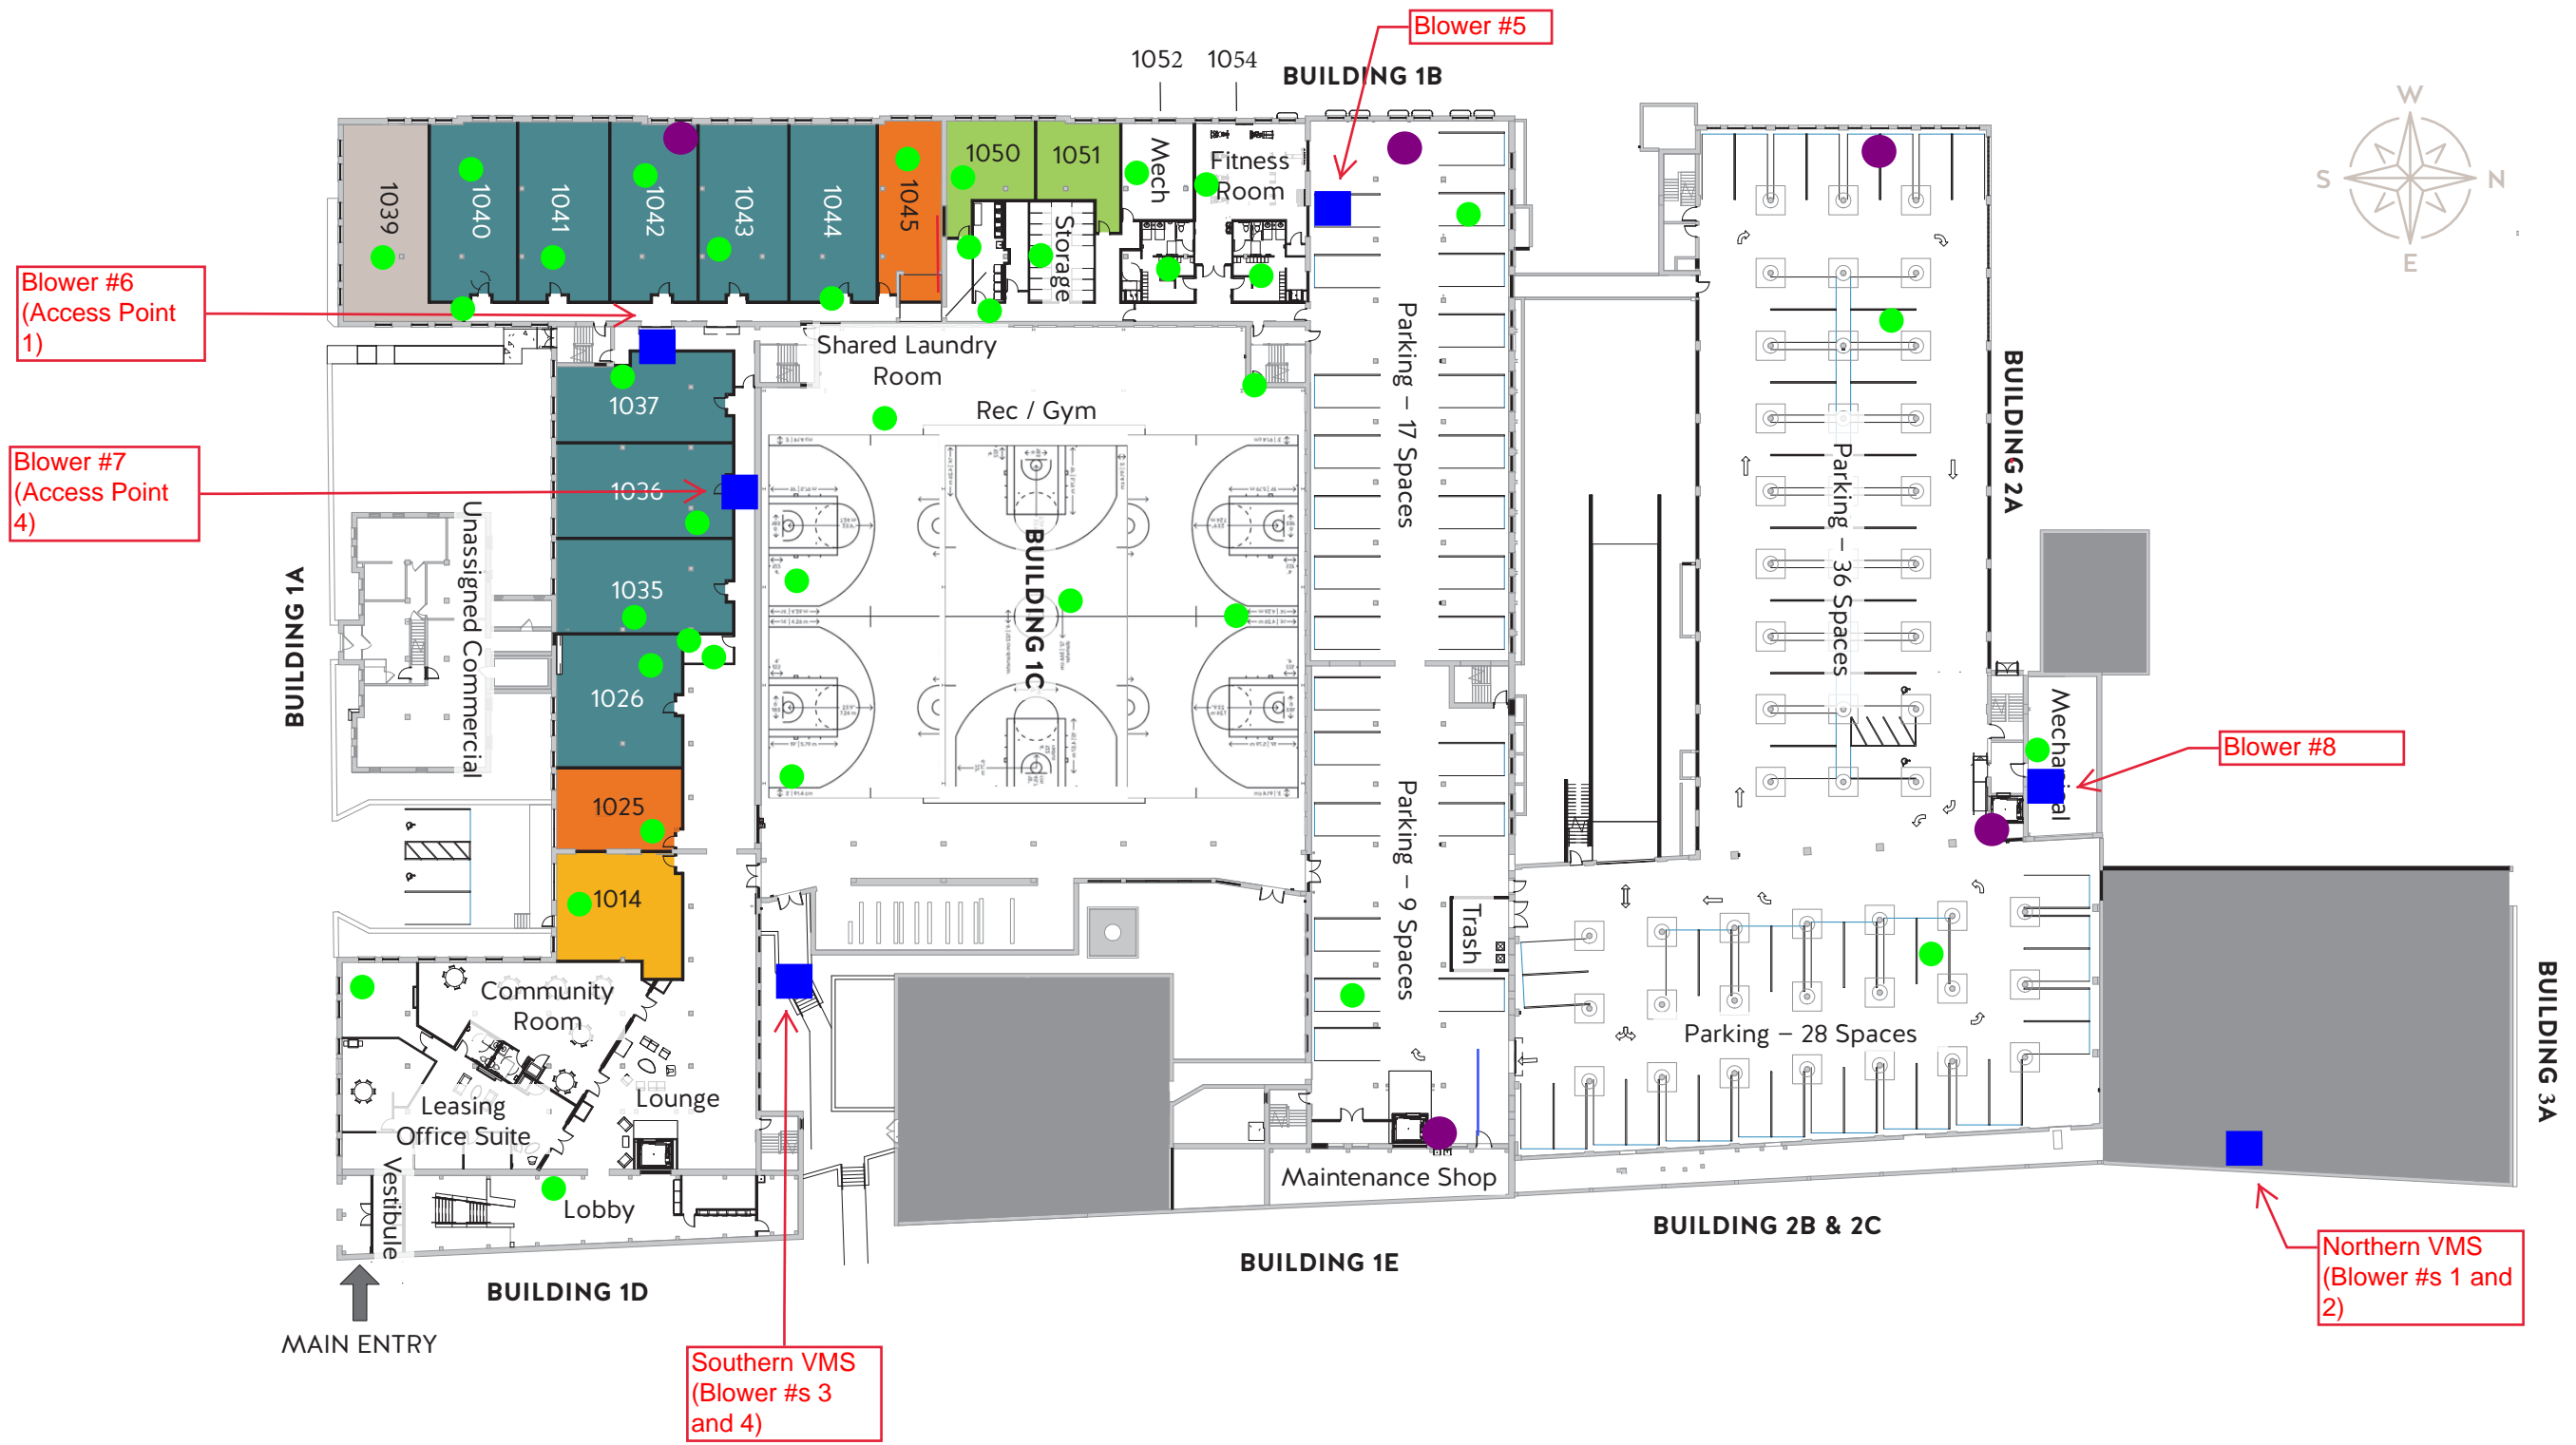 Blower #5
1052
1054
BUILDING 1B
W
S
N
E
1039
1040
1041
1042
1043
1044
1045
1050
1051
Mech
Fitness
Room
Storage
Blower #6
(Access Point
1)
Shared Laundry
Room
Rec / Gym
1037
Blower #7
(Access Point
4)
1036
1035
1026
1025
1014
BUILDING 1A
Unassigned Commercial
BUILDING 1C
Parking – 17 Spaces
Parking – 9 Spaces
Parking – 36 Spaces
BUILDING 2A
Mechanical
Blower #8
Trash
Parking – 28 Spaces
BUILDING 3A
Community
Room
Leasing
Office Suite
Lounge
Vestibule
Lobby
Maintenance Shop
BUILDING 2B & 2C
BUILDING 1E
BUILDING 1D
MAIN ENTRY
Northern VMS
(Blower #s 1 and
2)
Southern VMS
(Blower #s 3
and 4)